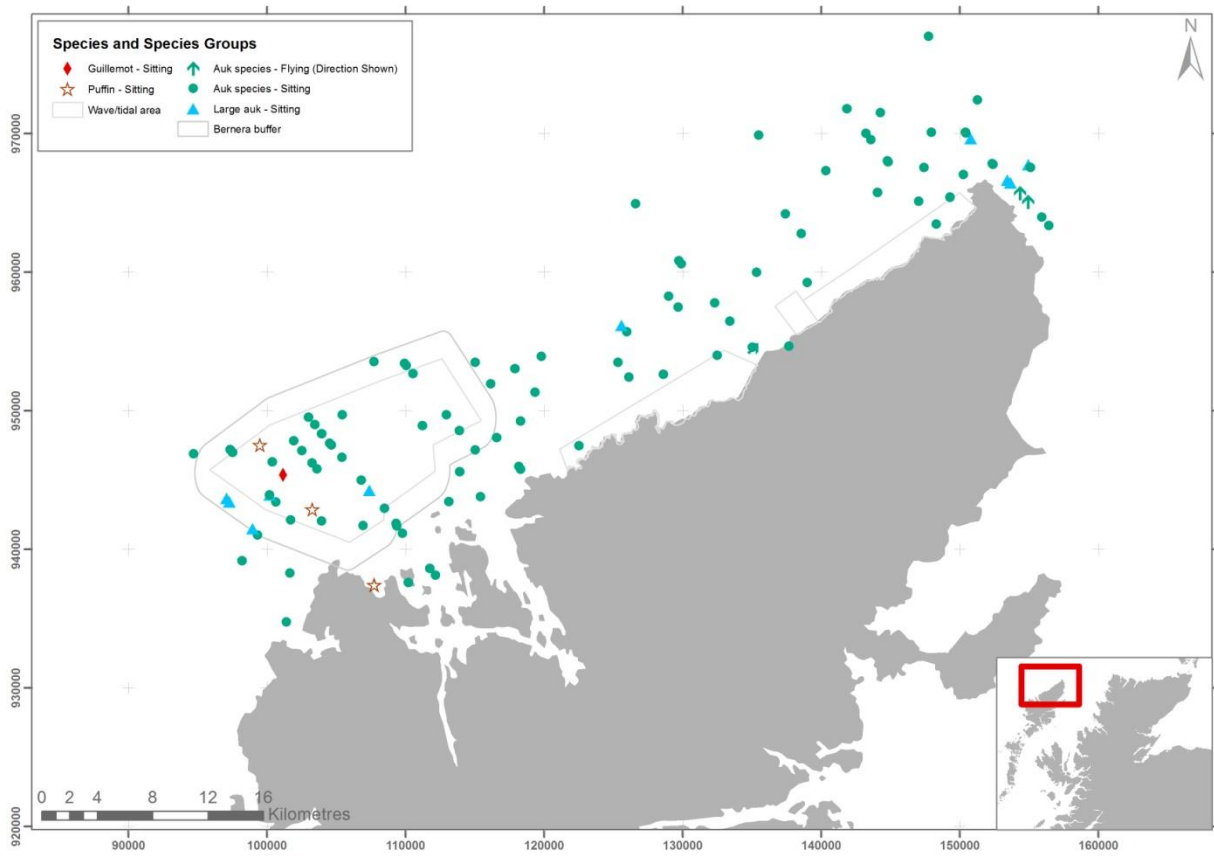 Species and Species Groups
Guillemot - Sitting
Auk species - Flying (Direction Shown)
Puffin - Sitting
Auk species - Sitting
Wave/tidal area
Large auk - Sitting
Bernera buffer
N
970000
960000
950000
940000
930000
920000
0 2 4 8 12 16
Kilometres
90000 100000 110000 120000 130000 140000 150000 160000